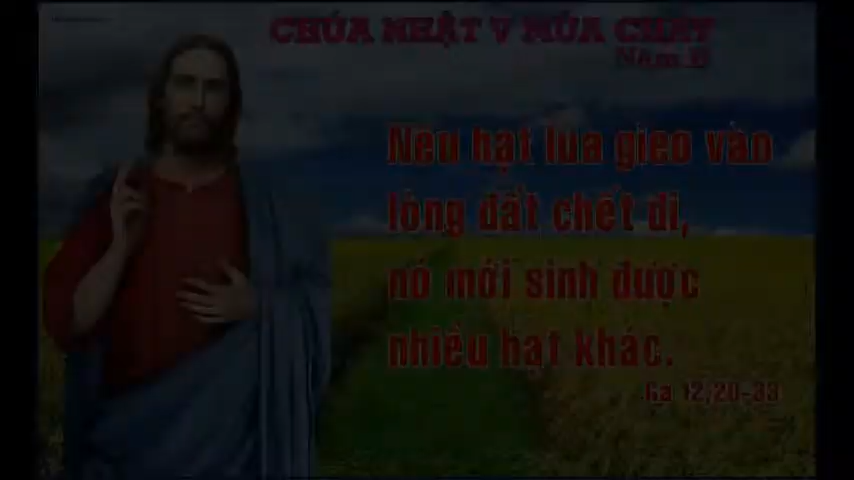 CHÚA NHẬT V MÙA CHAY
Năm B
Nếu hạt lúa gieo vào
lòng đất chết đi,
nó mới sinh được
nhiều hạt khác.
Ga 12,20-33